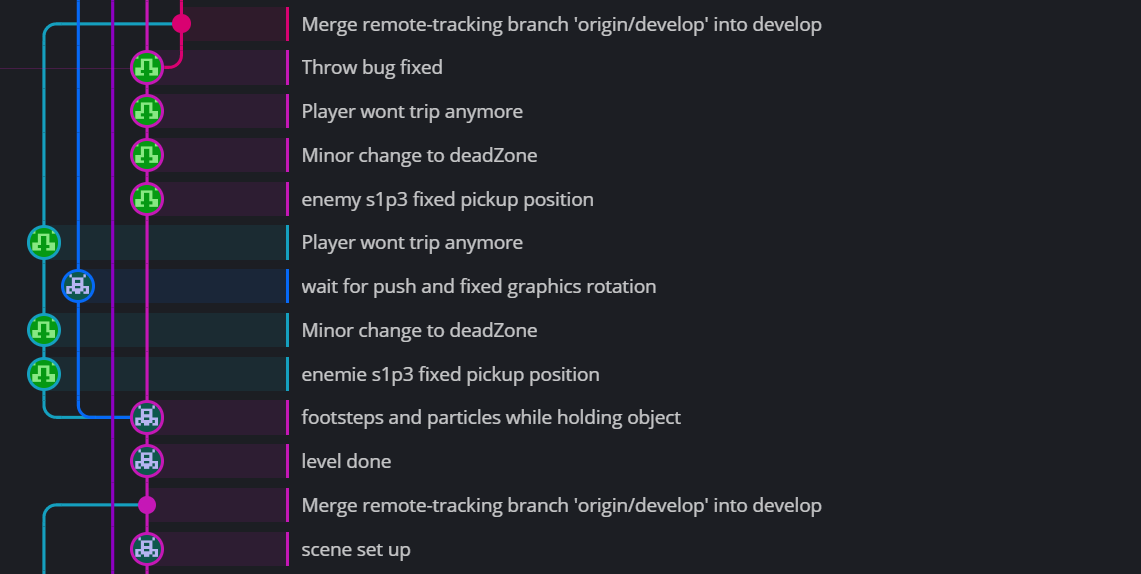 Merge remote-tracking branch 'origin/develop' into develop
Throw bug fixed
Player wont trip anymore
Minor change to deadZone
enemy s1p3 fixed pickup position
Player wont trip anymore
wait for push and fixed graphics rotation
Minor change to deadZone
enemie s1p3 fixed pickup position
footsteps and particles while holding object
level done
Merge remote-tracking branch 'origin/develop' into develop
scene set up